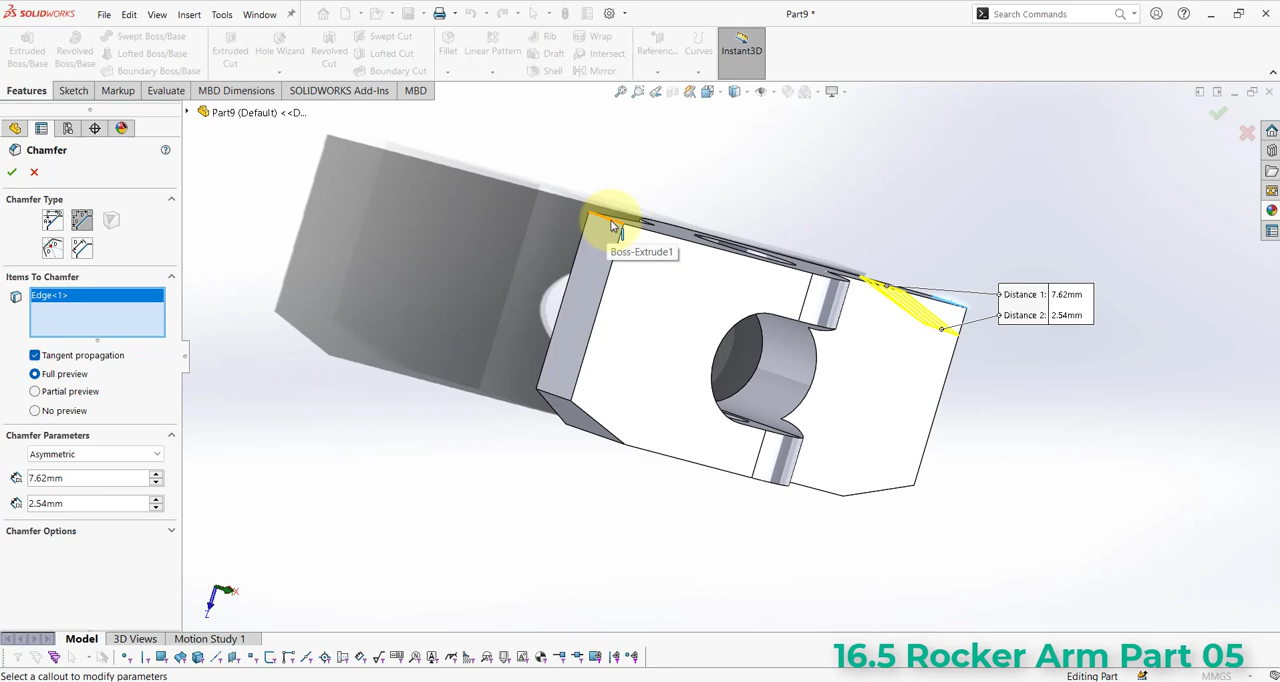 SOLIDWORKS File Edit View Insert Tools Window Part9 * Search Commands
Extruded Boss/Base
Revolved Boss/Base
Swept Boss/Base
Lofted Boss/Base
Boundary Boss/Base
Extruded Cut
Hole Wizard
Revolved Cut
Swept Cut
Lofted Cut
Boundary Cut
Fillet
Linear Pattern
Rib
Draft
Shell
Wrap
Intersect
Mirror
Referenc...
Curves
Instant3D
Features Sketch Markup Evaluate MBD Dimensions SOLIDWORKS Add-Ins MBD
Part9 (Default) <<D...
Chamfer
Chamfer Type
Items To Chamfer
Edge<1>
Tangent propagation
Full preview
Partial preview
No preview
Chamfer Parameters
Asymmetric
7.62mm
2.54mm
Chamfer Options
Boss-Extrude1
Distance 1: 7.62mm
Distance 2: 2.54mm
X
Z
Model 3D Views Motion Study 1
16.5 Rocker Arm Part 05
Select a callout to modify parameters Editing Part MMGS